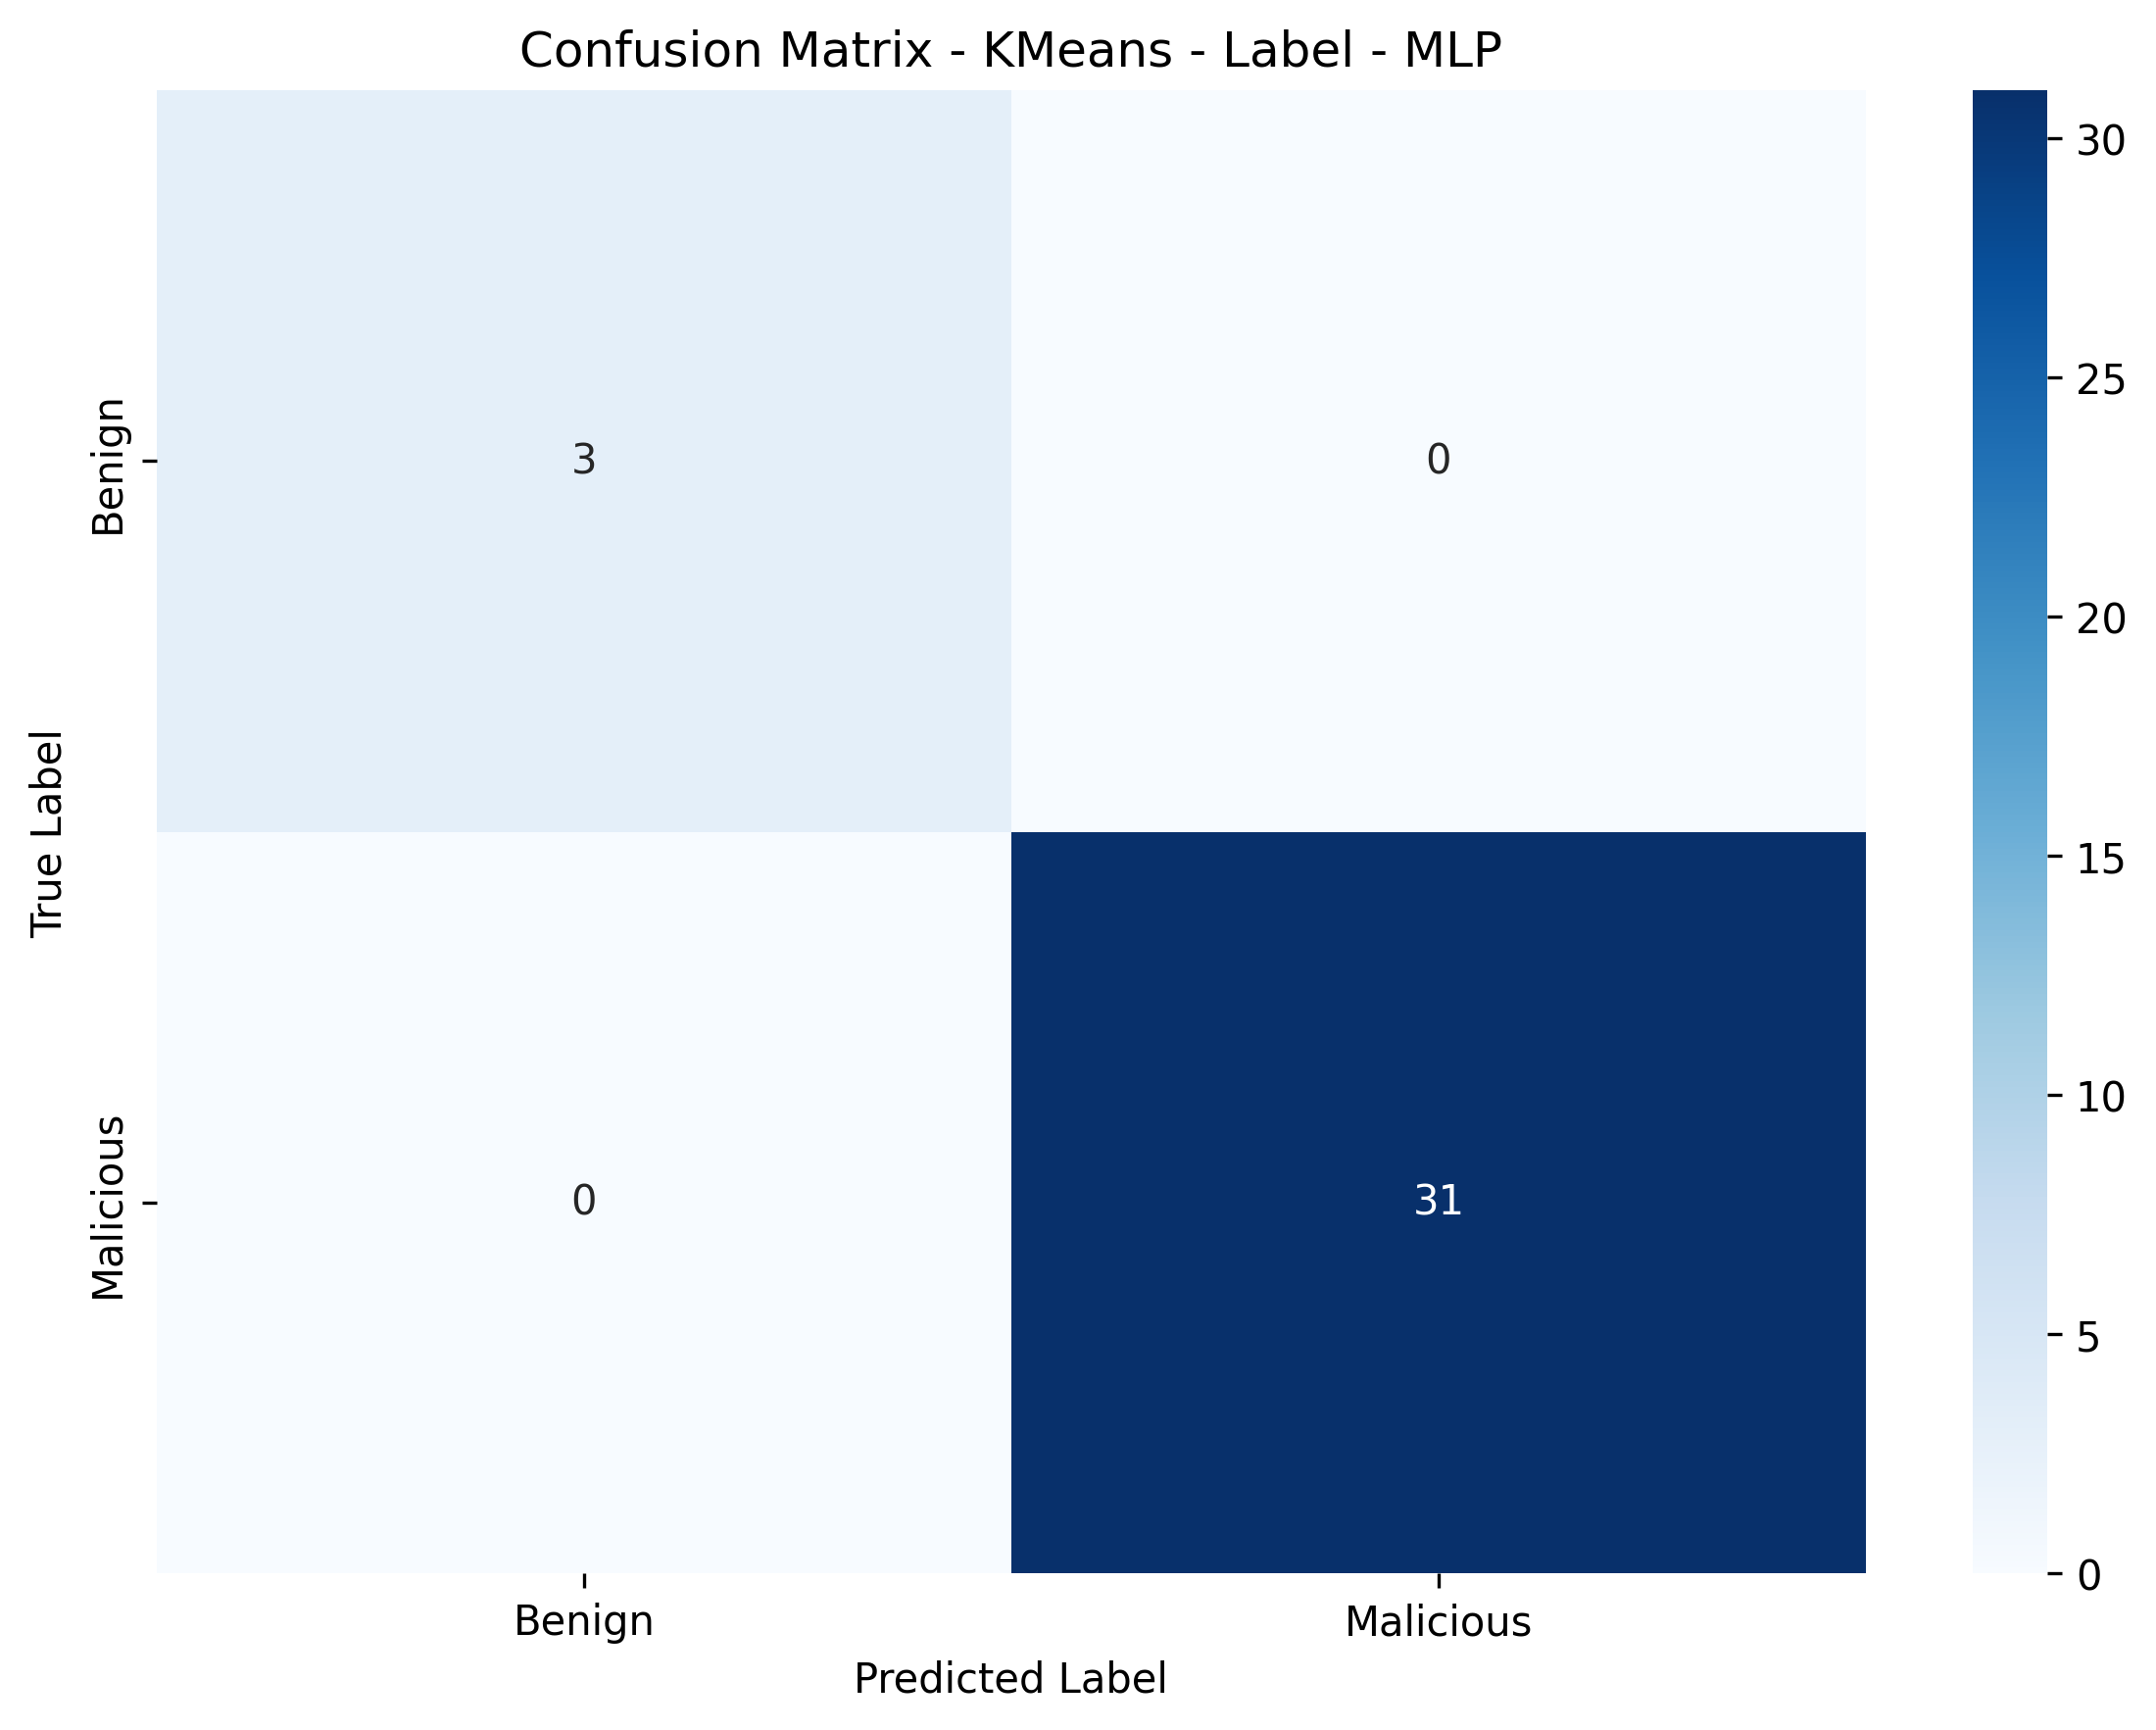 Confusion Matrix - KMeans - Label - MLP
True Label
Benign
3
0
Malicious
0
31
Benign
Malicious
Predicted Label
30
25
20
15
10
5
0